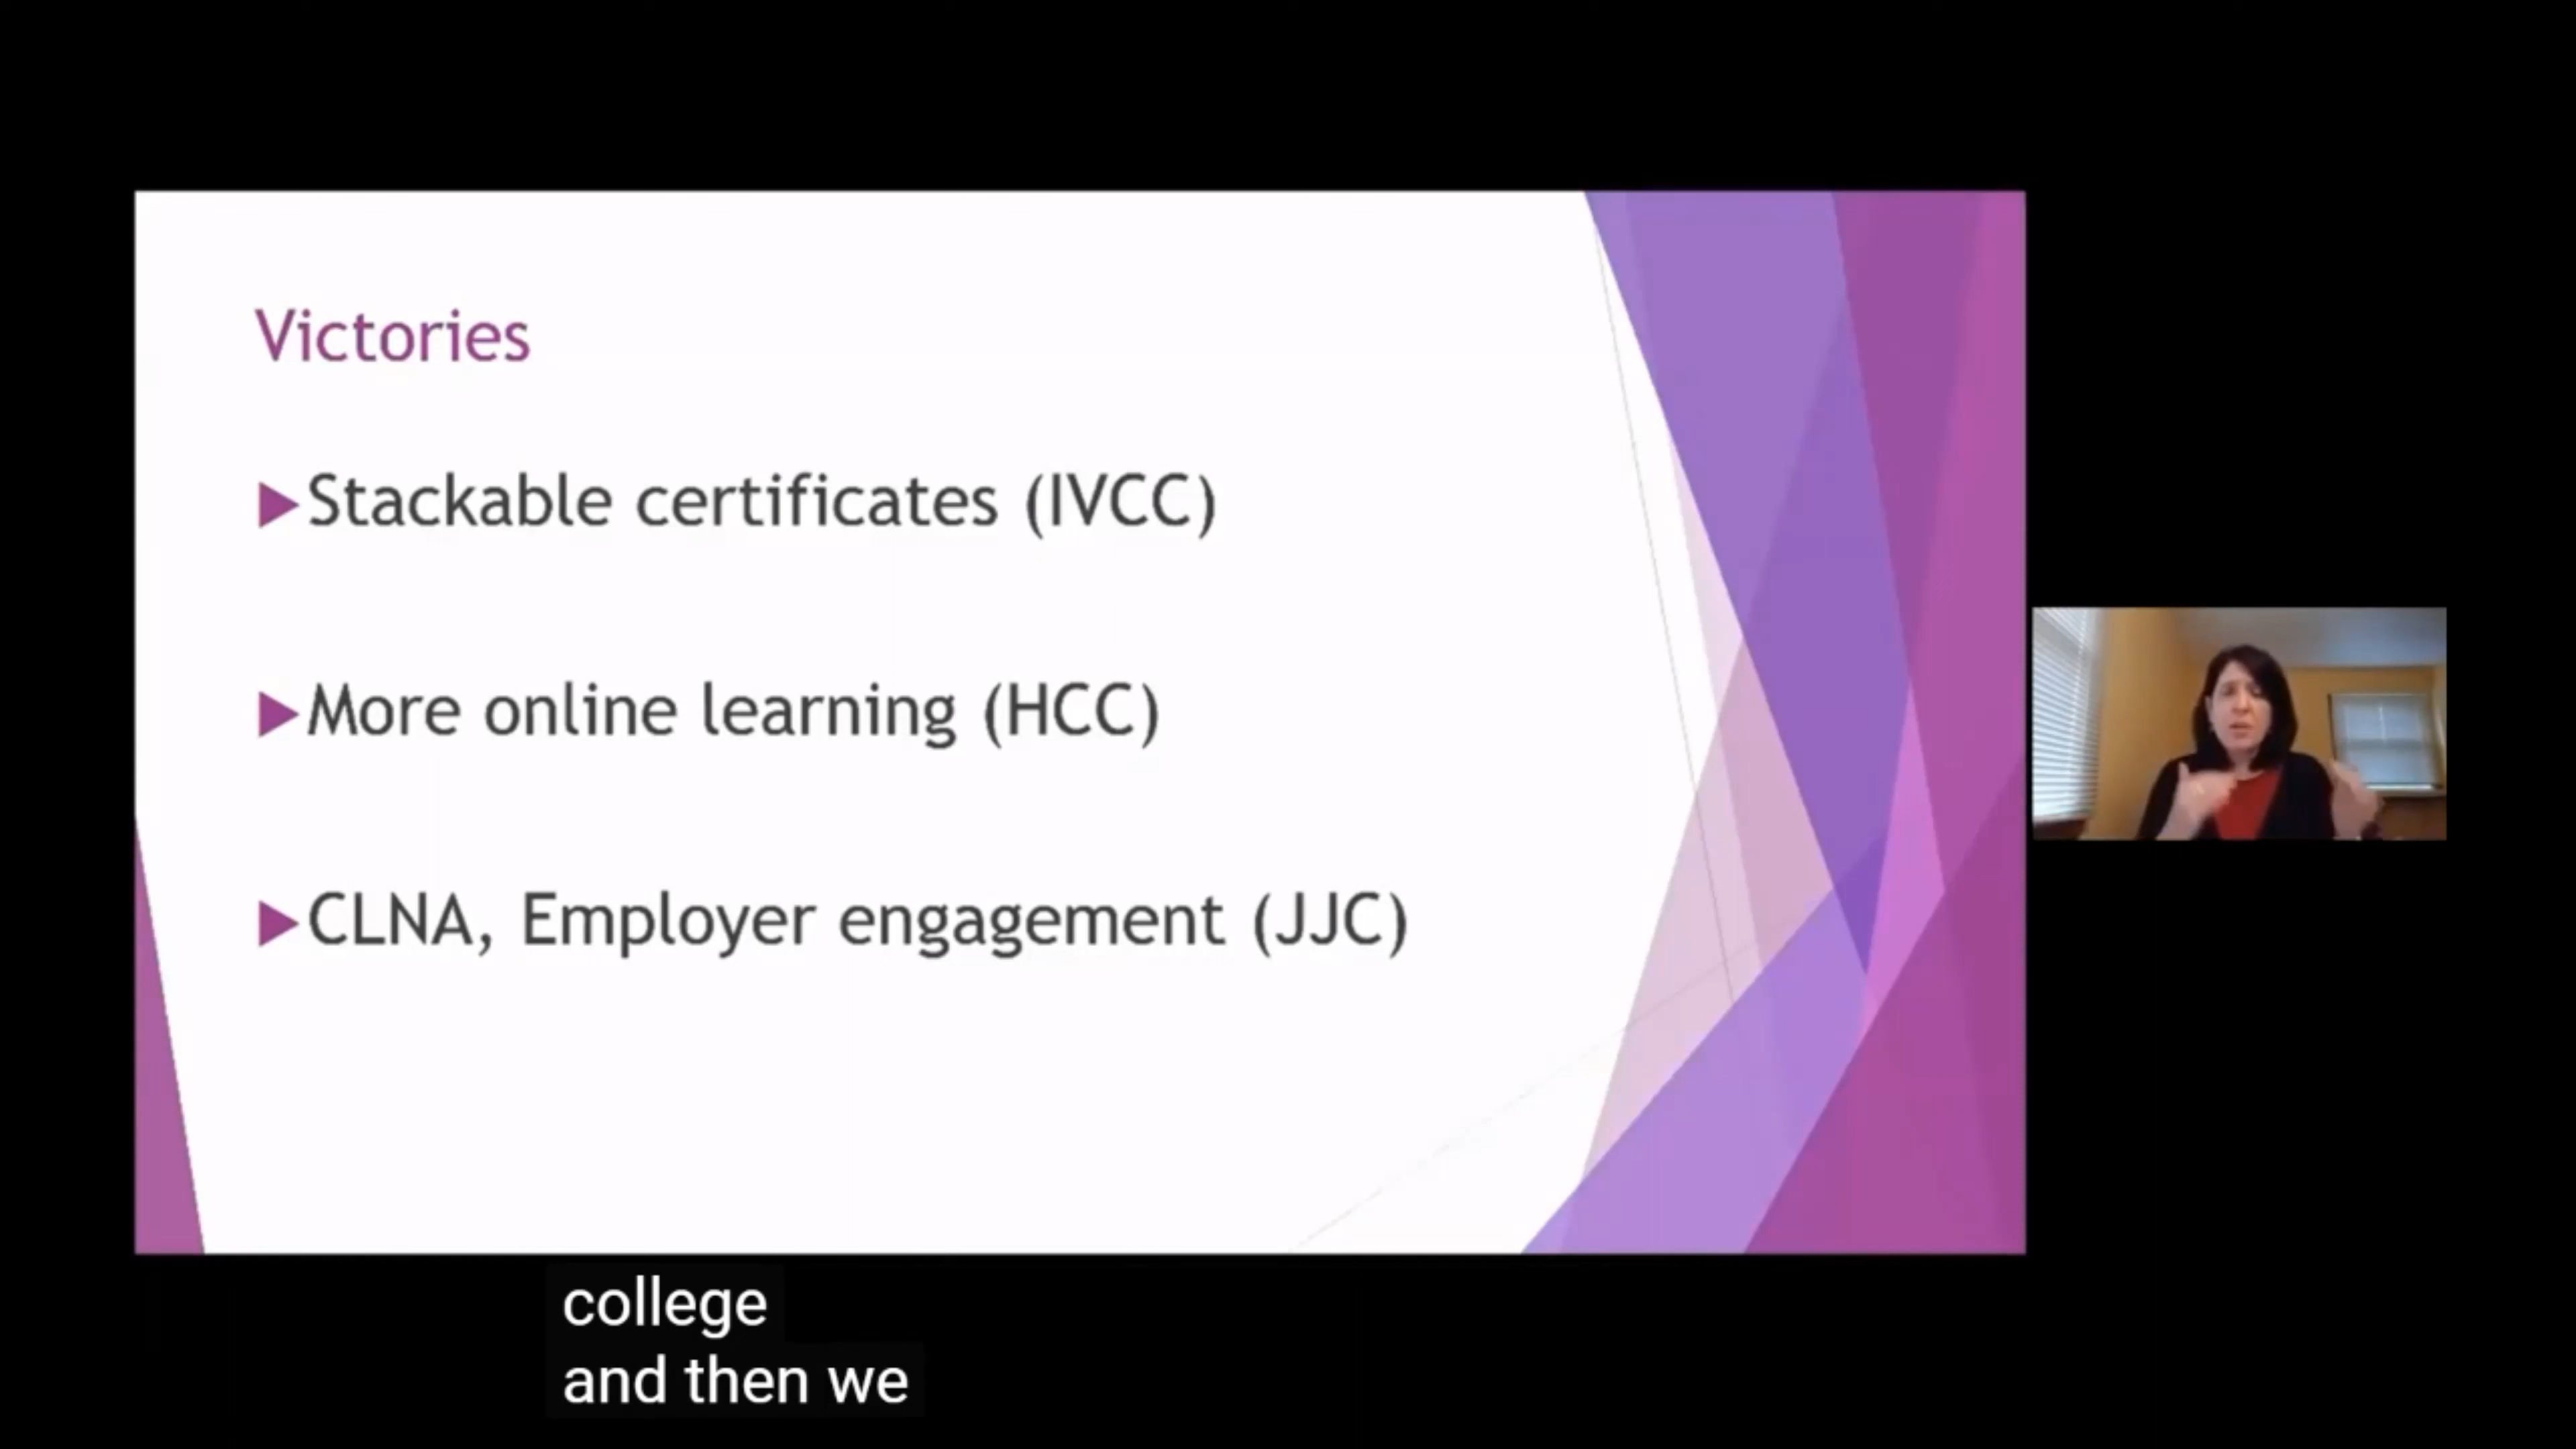 Victories
Stackable certificates (IVCC)
More online learning (HCC)
CLNA, Employer engagement (JJC)
college
and then we